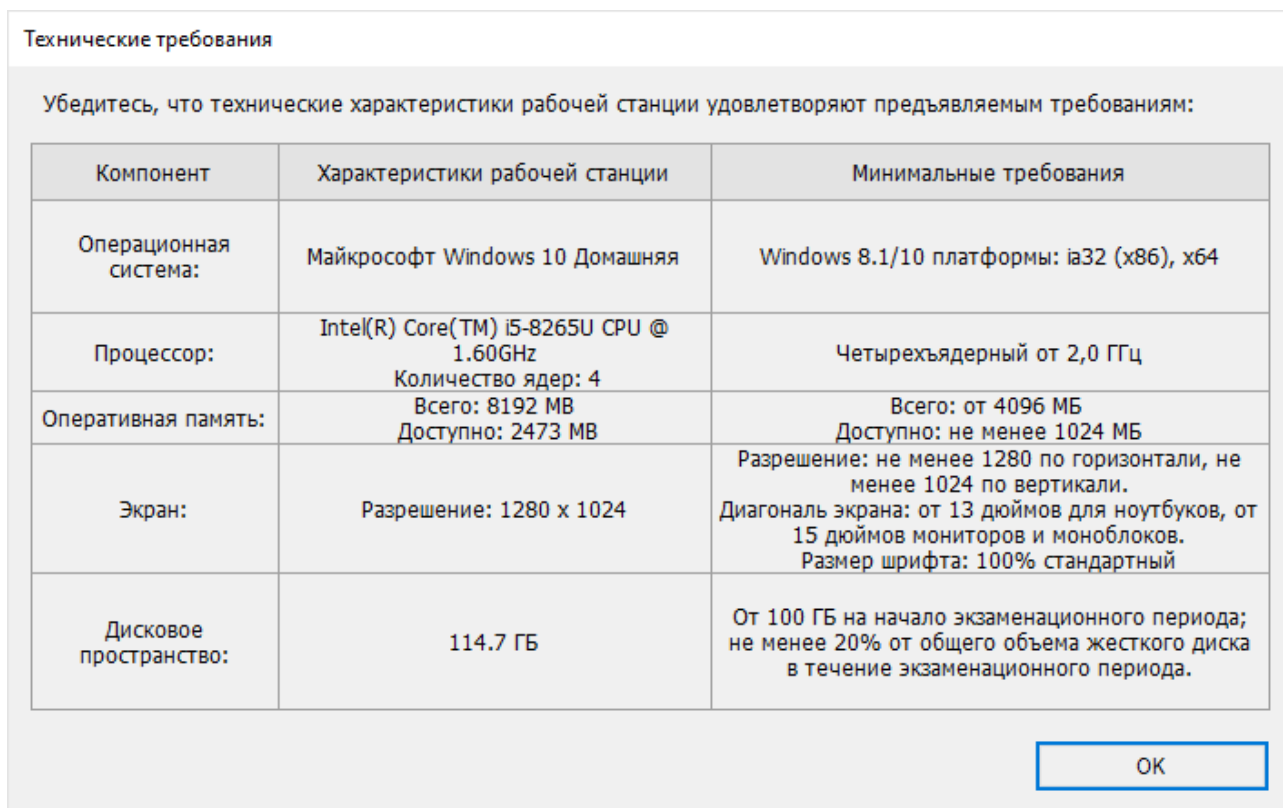 Технические требования
Убедитесь, что технические характеристики рабочей станции удовлетворяют предъявляемым требованиям:
Компонент
Характеристики рабочей станции
Минимальные требования
Операционная
система:
Майкрософт Windows 10 Домашняя
Windows 8.1/10 платформы: ia32 (x86), x64
Процессор:
Intel(R) Core(TM) i5-8265U CPU @
1.60GHz
Количество ядер: 4
Четырехъядерный от 2,0 ГГц
Оперативная память:
Всего: 8192 MB
Доступно: 2473 MB
Всего: от 4096 МБ
Доступно: не менее 1024 МБ
Экран:
Разрешение: 1280 x 1024
Разрешение: не менее 1280 по горизонтали, не
менее 1024 по вертикали.
Диагональ экрана: от 13 дюймов для ноутбуков, от
15 дюймов мониторов и моноблоков.
Размер шрифта: 100% стандартный
Дисковое
пространство:
114.7 ГБ
От 100 ГБ на начало экзаменационного периода;
не менее 20% от общего объема жесткого диска
в течение экзаменационного периода.
OK